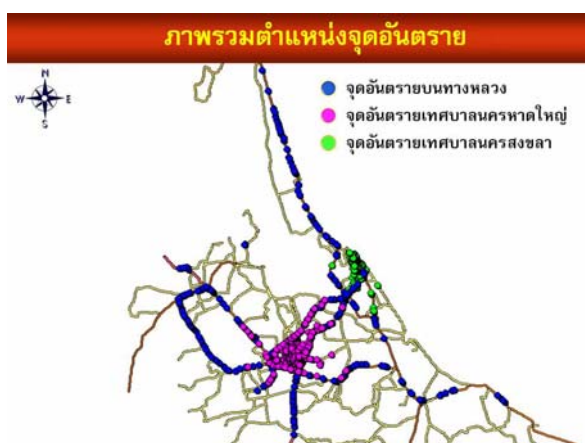 ภาพรวมตำแหน่งจุดอันตราย
N
W E
S
จุดอันตรายบนทางหลวง
จุดอันตรายเทศบาลนครหาดใหญ่
จุดอันตรายเทศบาลนครสงขลา